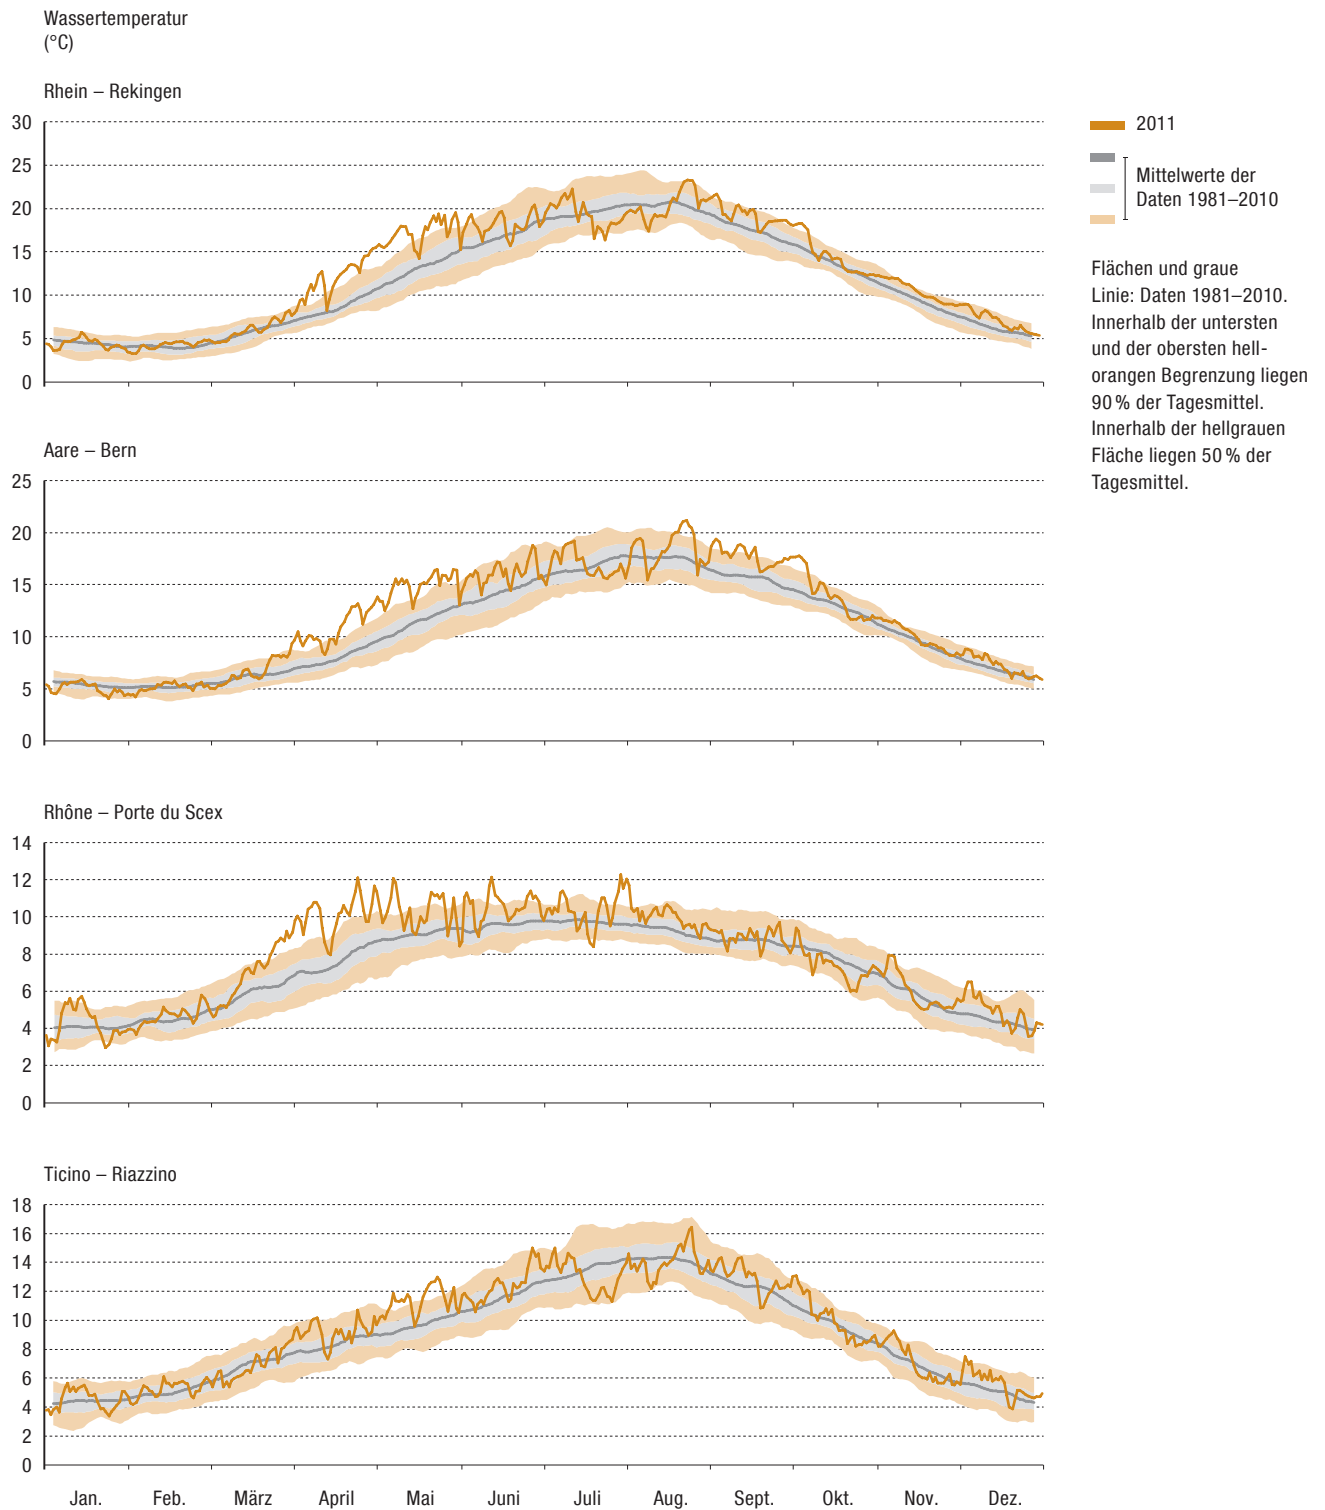 Wassertemperatur
(°C)
Rhein – Rekingen
30
25
20
15
10
5
0
2011
Mittelwerte der
Daten 1981–2010
Flächen und graue
Linie: Daten 1981–2010.
Innerhalb der untersten
und der obersten hell-
orangen Begrenzung liegen
90 % der Tagesmittel.
Innerhalb der hellgrauen
Fläche liegen 50 % der
Tagesmittel.
Aare – Bern
25
20
15
10
5
0
Rhône – Porte du Scex
14
12
10
8
6
4
2
0
Ticino – Riazzino
18
16
14
12
10
8
6
4
2
0
Jan. Feb. März April Mai Juni Juli Aug. Sept. Okt. Nov. Dez.